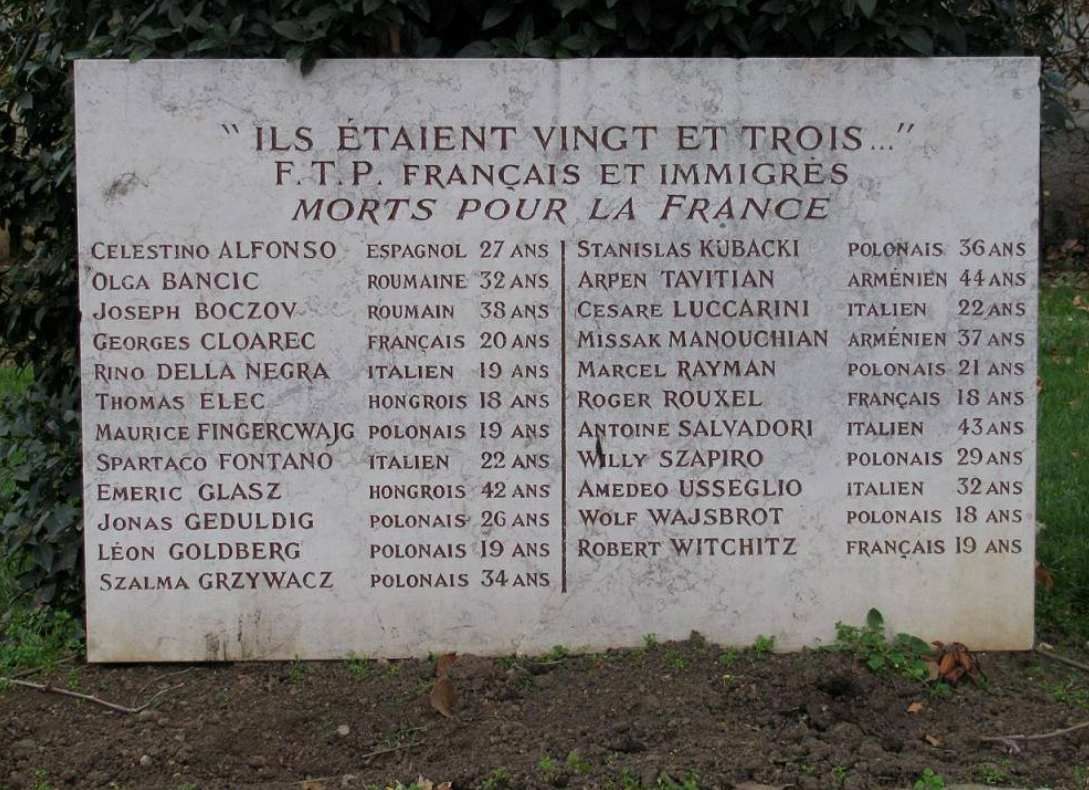 " ILS ÉTAIENT VINGT ET TROIS... "
F.T.P. FRANÇAIS ET IMMIGRÉS
MORTS POUR LA FRANCE
CELESTINO ALFONSO ESPAGNOL 27 ANS
OLGA BANCIC ROUMAINE 32 ANS
JOSEPH BOCZOV ROUMAIN 38 ANS
GEORGES CLOAREC FRANÇAIS 20 ANS
RINO DELLA NEGRA ITALIEN 19 ANS
THOMAS ELEC HONGROIS 18 ANS
MAURICE FINGERCWAJG POLONAIS 19 ANS
SPARTACO FONTANO ITALIEN 22 ANS
EMERIC GLASZ HONGROIS 42 ANS
JONAS GEDULDIG POLONAIS 26 ANS
LÉON GOLDBERG POLONAIS 19 ANS
SZALMA GRZYWACZ POLONAIS 34 ANS
STANISLAS KUBACKI POLONAIS 36 ANS
ARPEN TAVITIAN ARMÉNIEN 44 ANS
CESARE LUCCARINI ITALIEN 22 ANS
MISSAK MANOUCHIAN ARMÉNIEN 37 ANS
MARCEL RAYMAN POLONAIS 21 ANS
ROGER ROUXEL FRANÇAIS 18 ANS
ANTOINE SALVADORI ITALIEN 43 ANS
WILLY SZAPIRO POLONAIS 29 ANS
AMEDEO USSEGLIO ITALIEN 32 ANS
WOLF WAJSBROT POLONAIS 18 ANS
ROBERT WITCHITZ FRANÇAIS 19 ANS